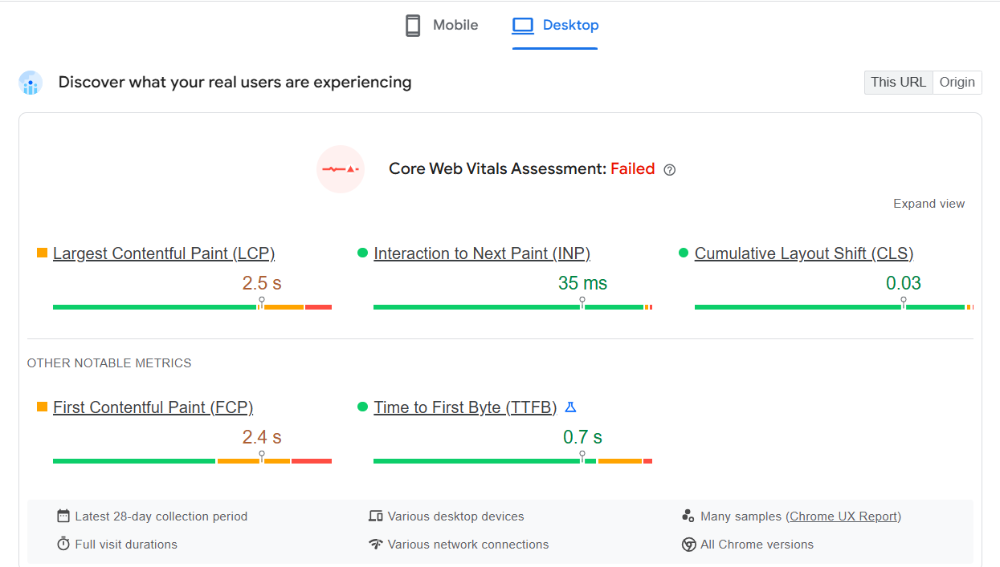 Mobile
Desktop
Discover what your real users are experiencing
This URL
Origin
Core Web Vitals Assessment: Failed
Expand view
Largest Contentful Paint (LCP)
2.5 s
Interaction to Next Paint (INP)
35 ms
Cumulative Layout Shift (CLS)
0.03
OTHER NOTABLE METRICS
First Contentful Paint (FCP)
2.4 s
Time to First Byte (TTFB)
0.7 s
Latest 28-day collection period
Various desktop devices
Many samples (Chrome UX Report)
Full visit durations
Various network connections
All Chrome versions